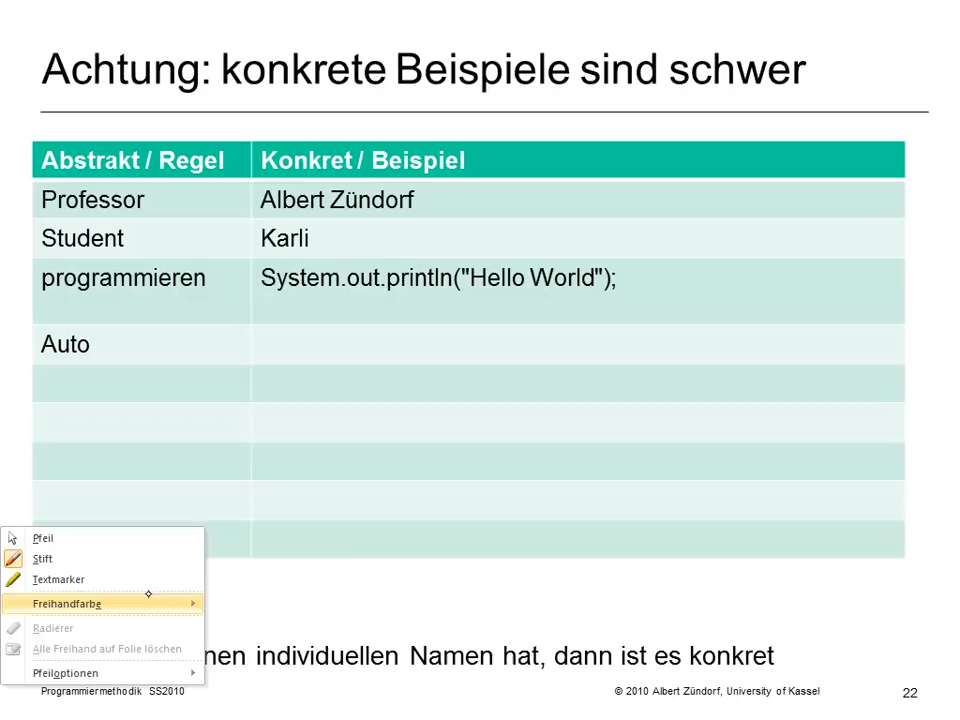 Achtung: konkrete Beispiele sind schwer
Abstrakt / Regel Konkret / Beispiel
Professor Albert Zündorf
Student Karli
programmieren System.out.println("Hello World");
Auto
Pfeil
Stift
Textmarker
Freihandfarbe
Radierer
Alle Freihand auf Folie löschen
Pfeiloptionen
nen individuellen Namen hat, dann ist es konkret
Programmiermethodik SS2010 © 2010 Albert Zündorf, University of Kassel 22